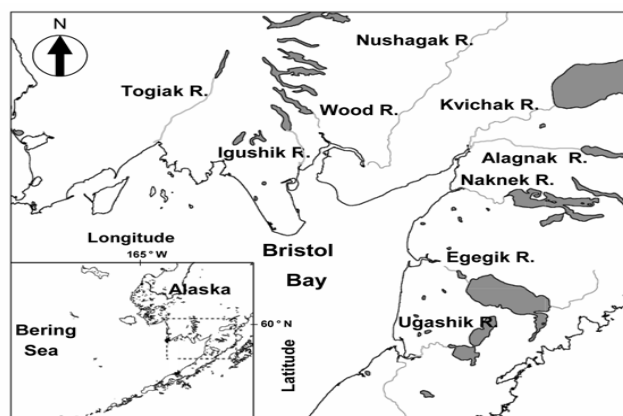 N
Nushagak R.
Togiak R.
Wood R.
Kvichak R.
Igushik R.
Alagnak R.
Naknek R.
Longitude
165° W
Bristol
Bay
Egegik R.
Alaska
Bering
Sea
60° N
Ugashik R.
Latitude